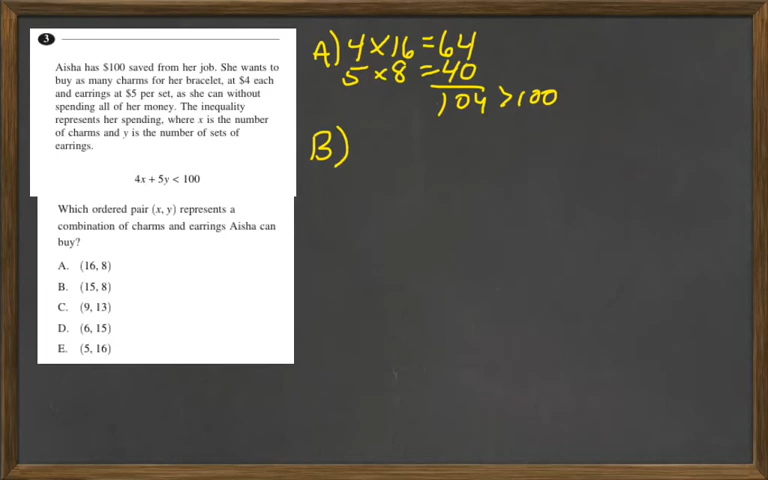 3
Aisha has $100 saved from her job. She wants to
buy as many charms for her bracelet, at $4 each
and earrings at $5 per set, as she can without
spending all of her money. The inequality
represents her spending, where x is the number
of charms and y is the number of sets of
earrings.
4x + 5y < 100
Which ordered pair (x, y) represents a
combination of charms and earrings Aisha can
buy?
A. (16, 8)
B. (15, 8)
C. (9, 13)
D. (6, 15)
E. (5, 16)
A) 4 × 16 = 64
5 × 8 = 40
104 > 100
B)